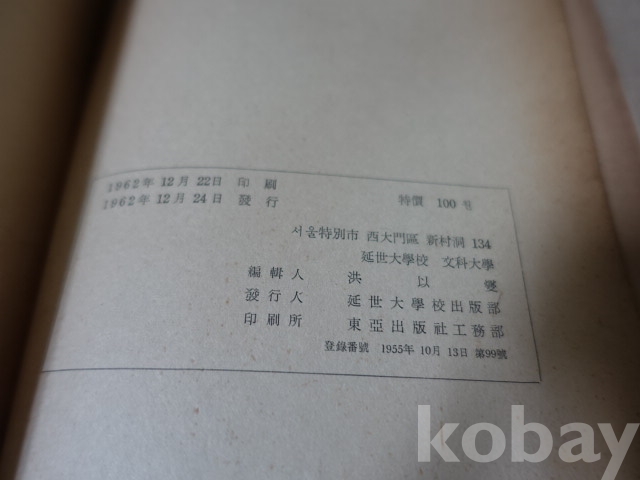 1962年 12月 22日 印 刷
1962年 12月 24日 發 行
特價 100 원
서울特別市 西大門區 新村洞 134
延世大學校 文科大學
編 輯 人 洪 以 燮
發 行 人 延世大學校出版部
印 刷 所 東亞出版社工務部
登錄番號 1955年 10月 13日 第99號
kobay